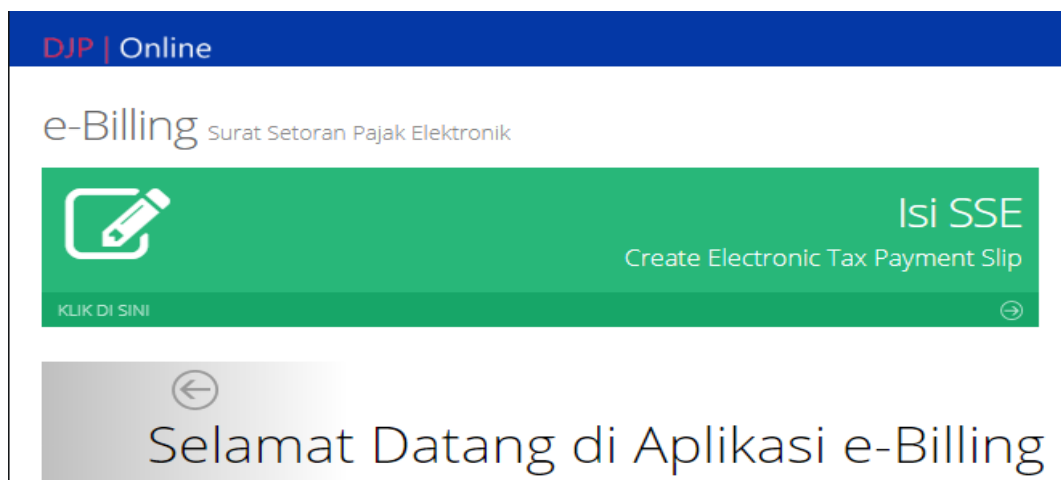 DJP | Online
e-Billing Surat Setoran Pajak Elektronik
Isi SSE
Create Electronic Tax Payment Slip
KLIK DI SINI
Selamat Datang di Aplikasi e-Billing